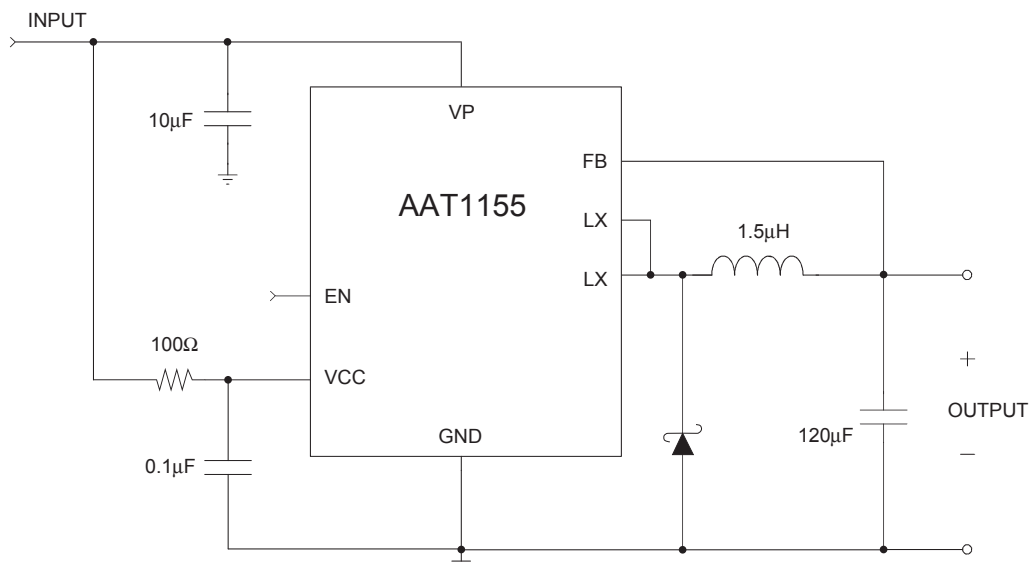 INPUT
10μF
VP
FB
AAT1155
LX
1.5μH
LX
EN
100Ω
VCC
+
OUTPUT
GND
120μF
0.1μF
−